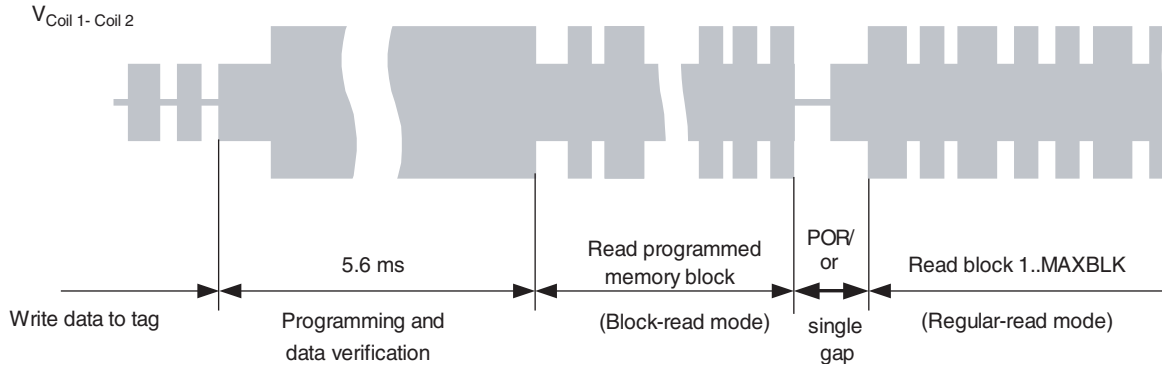 VCoil 1- Coil 2
5.6 ms
Read programmed
memory block
POR/
or
Read block 1..MAXBLK
Write data to tag
Programming and
data verification
(Block-read mode)
single
gap
(Regular-read mode)